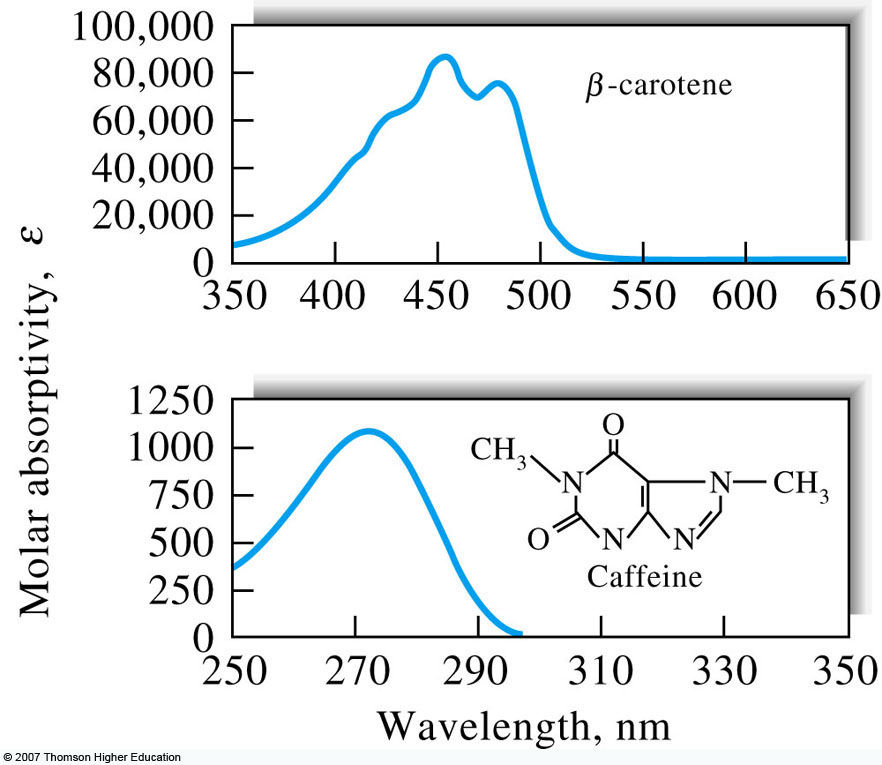 Molar absorptivity, ε
100,000
80,000
60,000
40,000
20,000
0
β-carotene
350 400 450 500 550 600 650
1250
1000
750
500
250
0
O
CH3
N
N
CH3
O
N
N
Caffeine
250 270 290 310 330 350
Wavelength, nm
© 2007 Thomson Higher Education